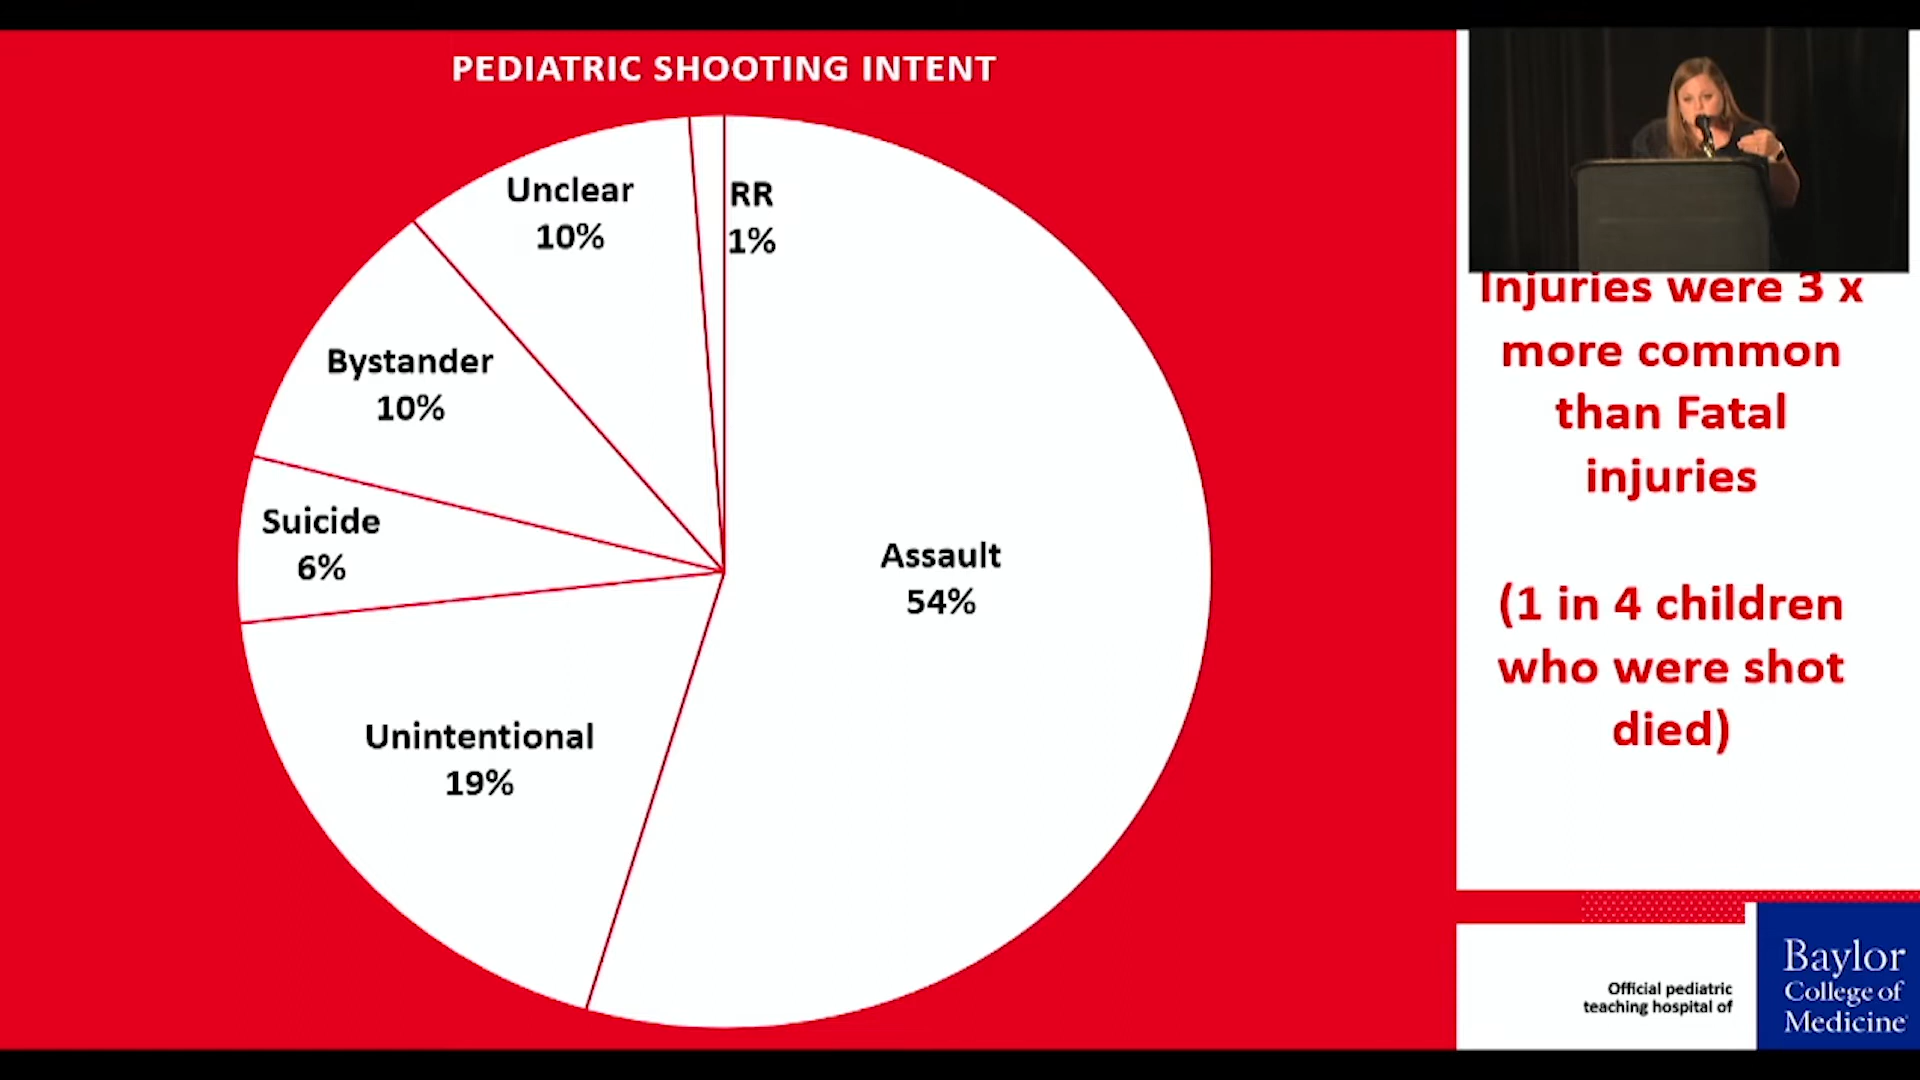 PEDIATRIC SHOOTING INTENT
RR
1%
Unclear
10%
Bystander
10%
Suicide
6%
Unintentional
19%
Assault
54%
Injuries were 3 x
more common
than Fatal
injuries
(1 in 4 children
who were shot
died)
Official pediatric
teaching hospital of
Baylor
College of
Medicine